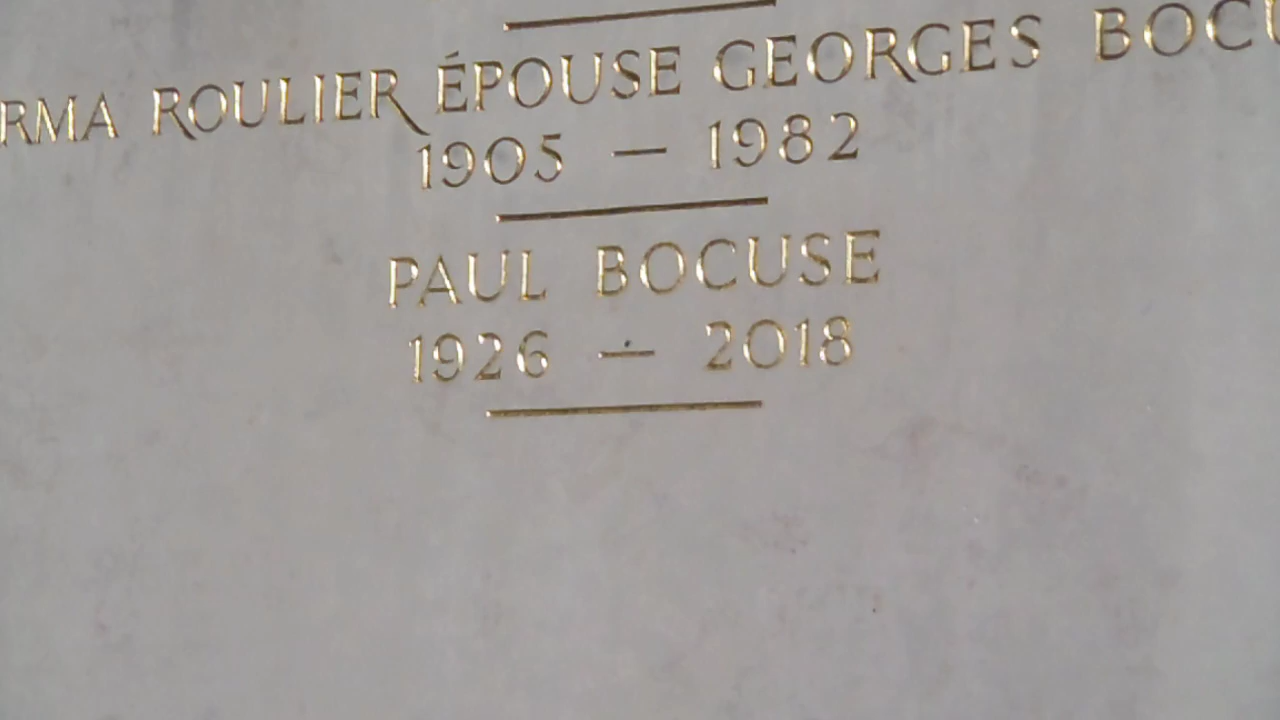 RMA ROULIER ÉPOUSE GEORGES BOCU
1905 — 1982
PAUL BOCUSE
1926 — 2018